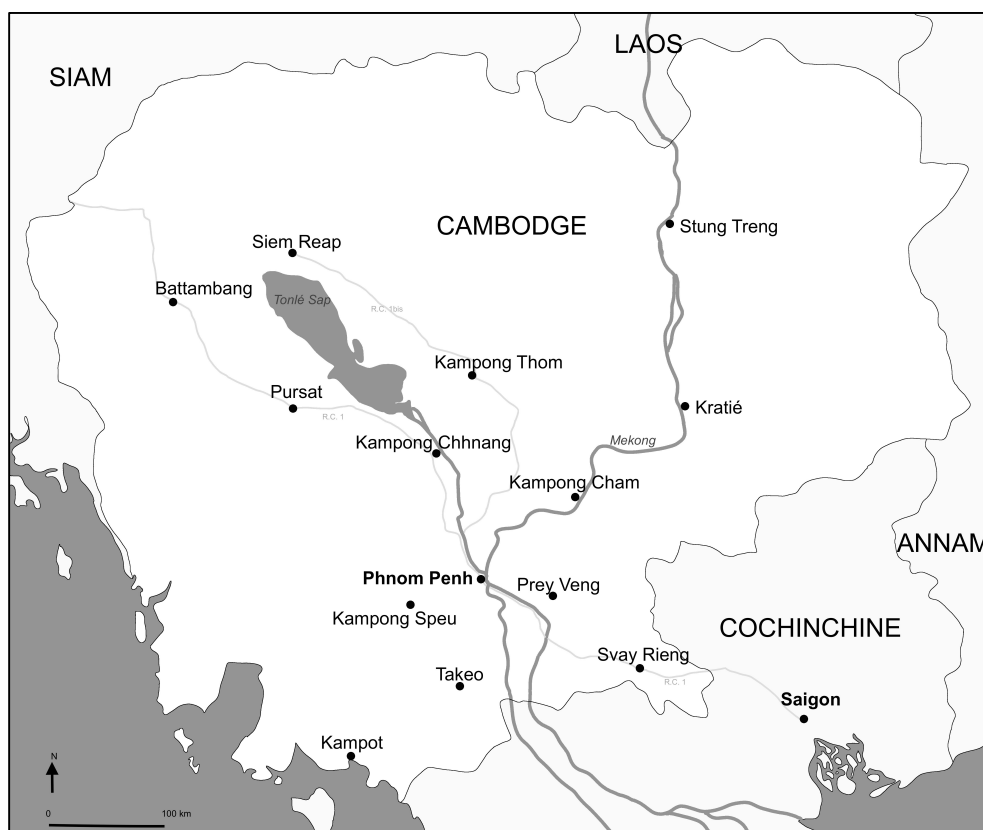 LAOS
SIAM
CAMBODGE
Stung Treng
Siem Reap
Battambang
Tonlé Sap
R.C. 1bis
Kampong Thom
Pursat
R.C. 1
Kratié
Kampong Chhnang
Mekong
Kampong Cham
ANNAM
Phnom Penh
Prey Veng
Kampong Speu
COCHINCHINE
Svay Rieng
Takeo
R.C. 1
Saigon
Kampot
N
0 100 km